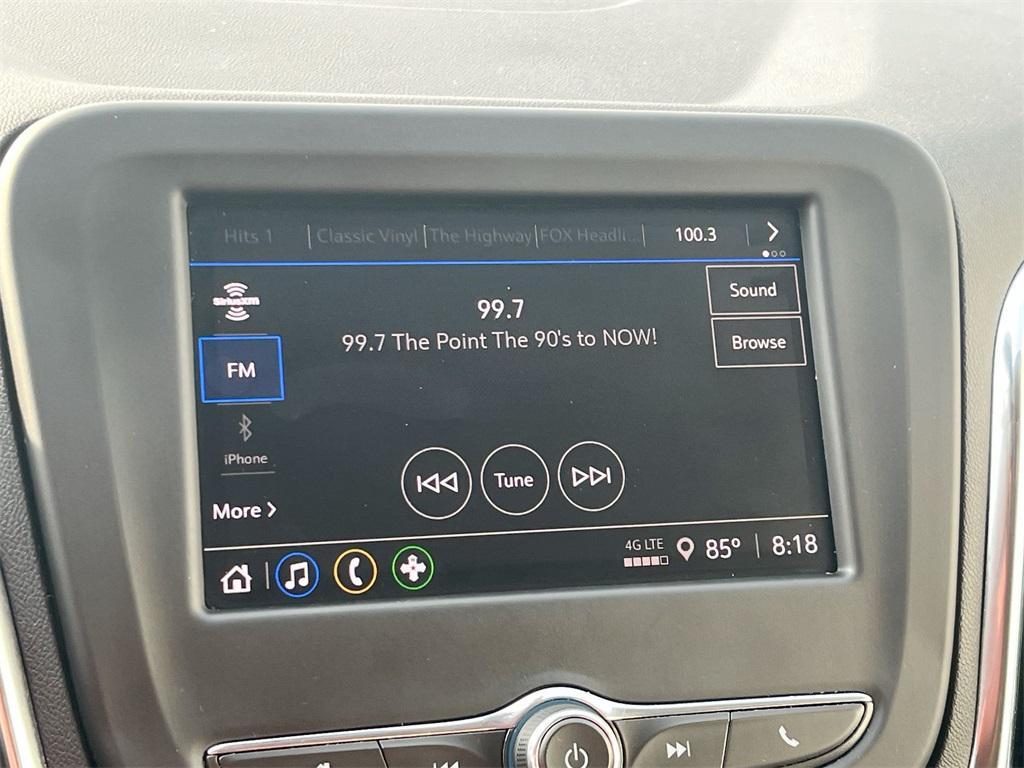 Hits 1 Classic Vinyl The Highway FOX Headli... 100.3
SiriusXM
FM
iPhone
More
99.7
99.7 The Point The 90's to NOW!
Sound
Browse
Tune
4G LTE 85° 8:18